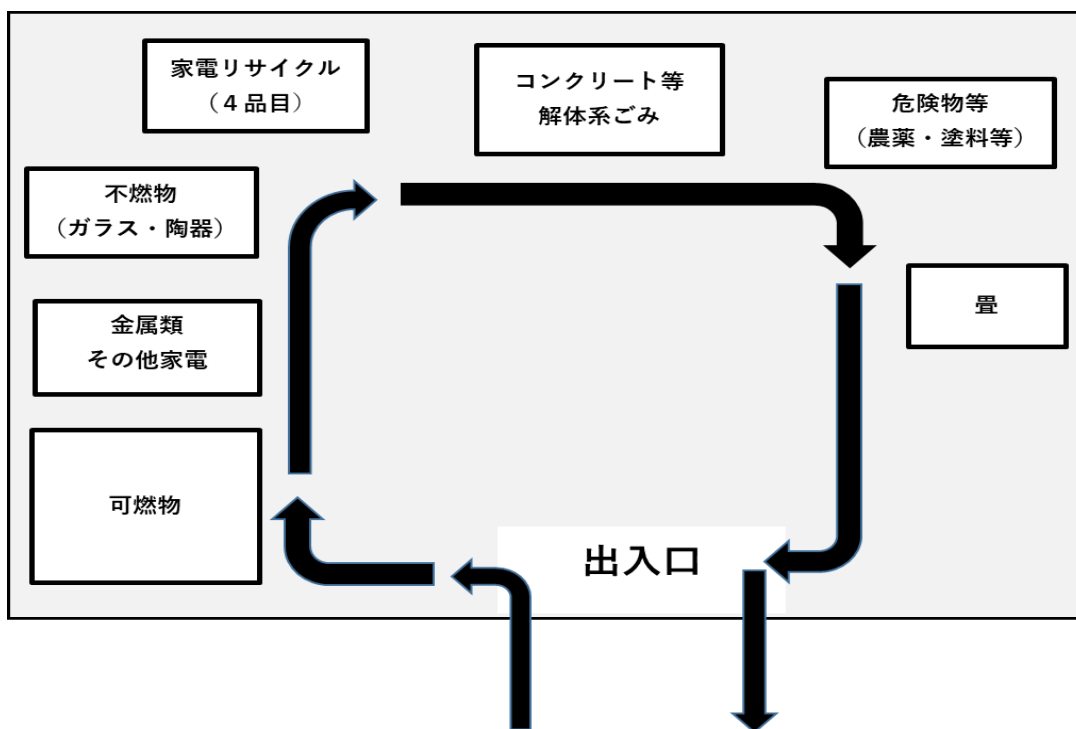 家電リサイクル
（４品目）
コンクリート等
解体系ごみ
危険物等
（農薬・塗料等）
不燃物
（ガラス・陶器）
畳
金属類
その他家電
可燃物
出入口